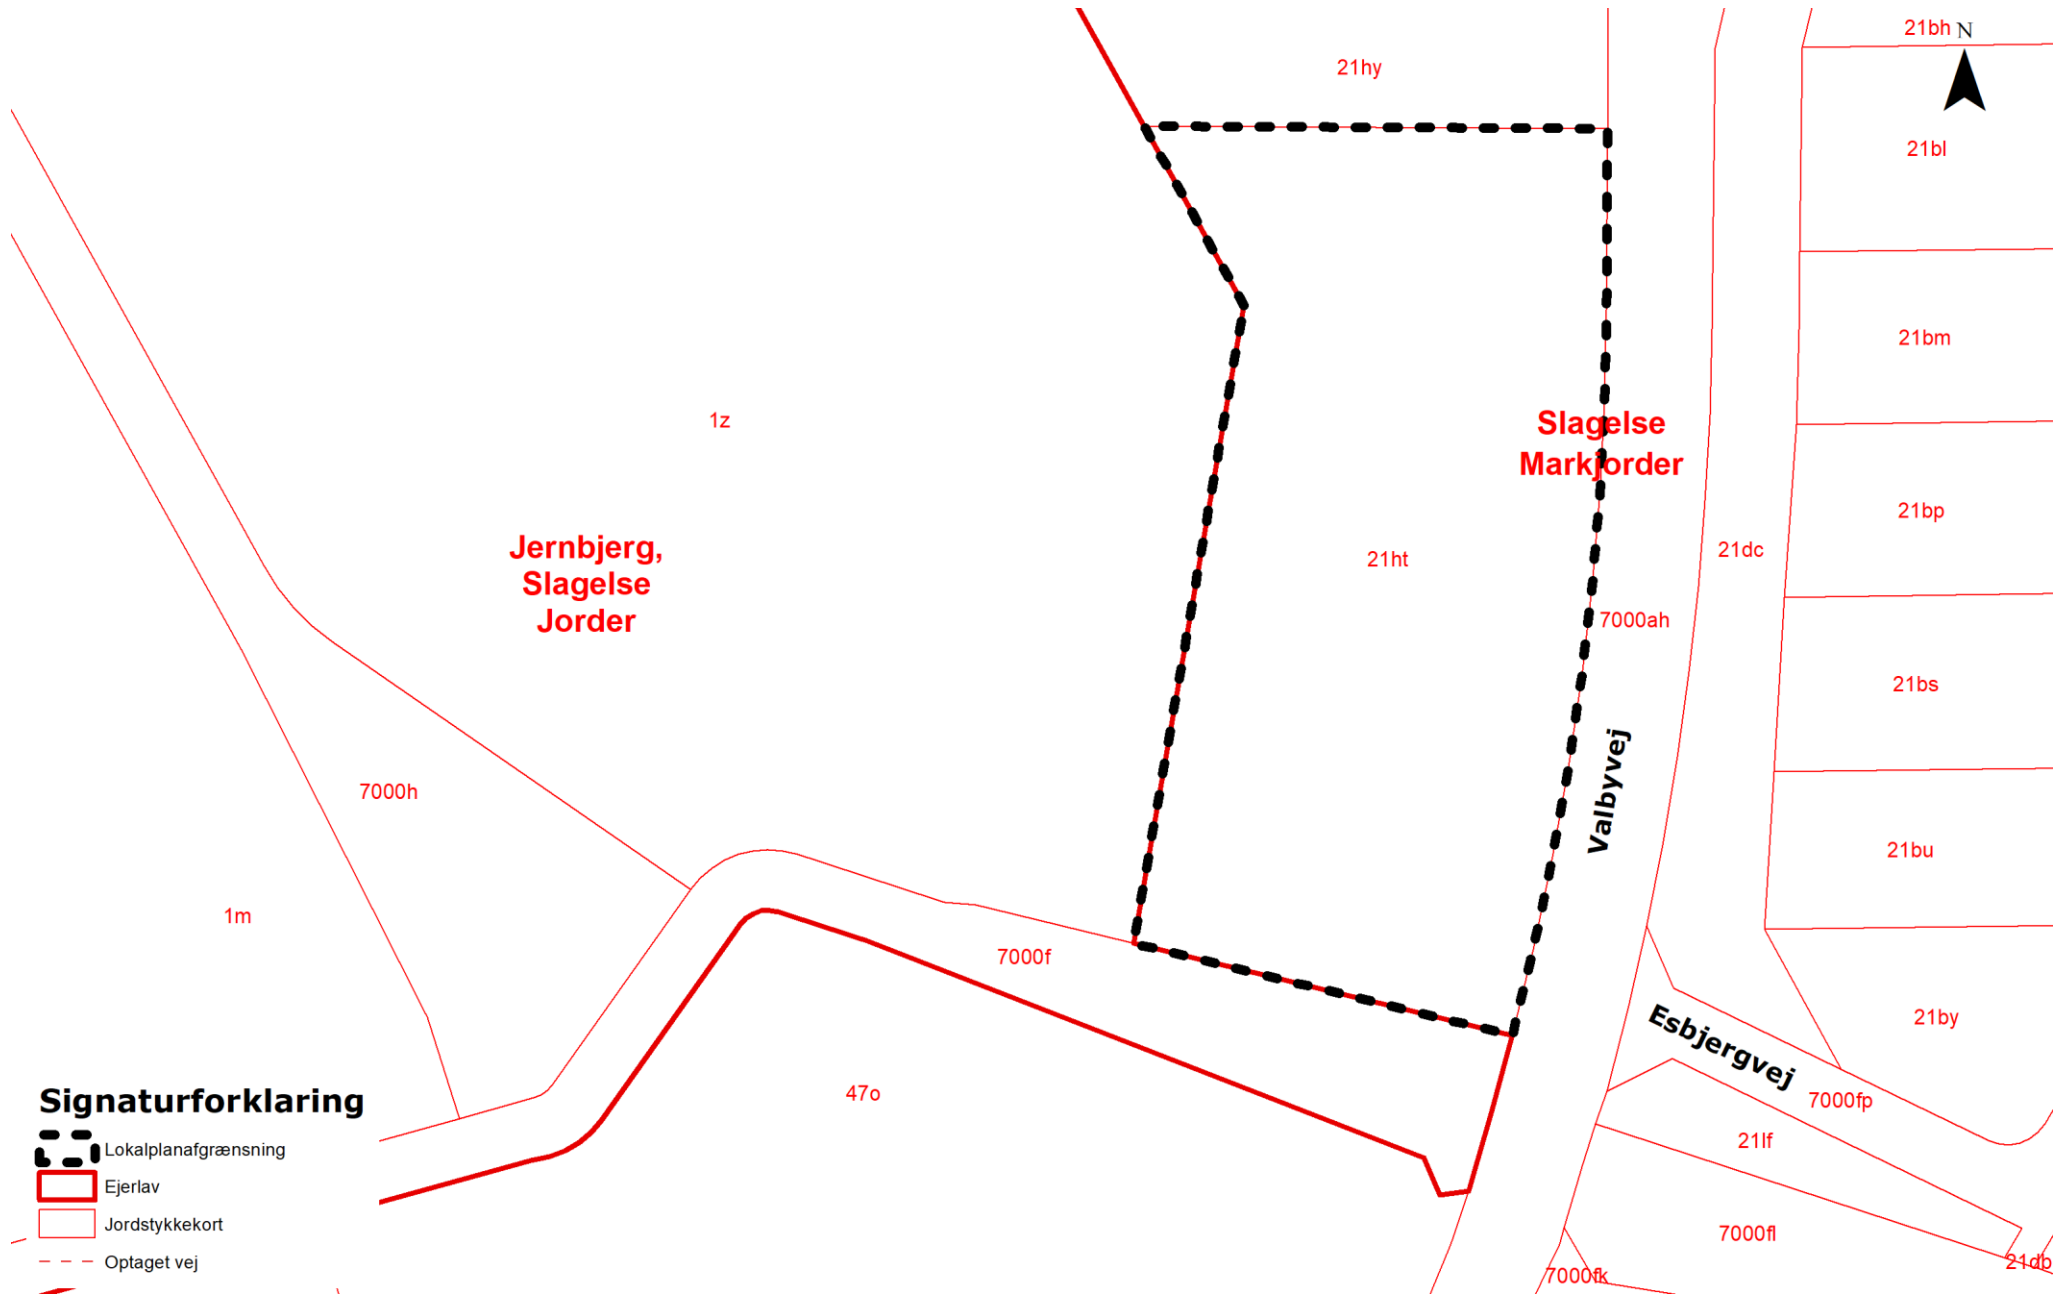 21bh
N
21hy
21bl
21bm
1z
Slagelse
Markjorder
21bp
Jernbjerg,
Slagelse
Jorder
21ht
21dc
7000ah
21bs
Valbyvej
7000h
21bu
1m
7000f
21by
Esbjergvej
47o
7000fp
21lf
7000fl
21db
7000fk
Signaturforklaring
Lokalplanafgrænsning
Ejerlav
Jordstykkekort
Optaget vej